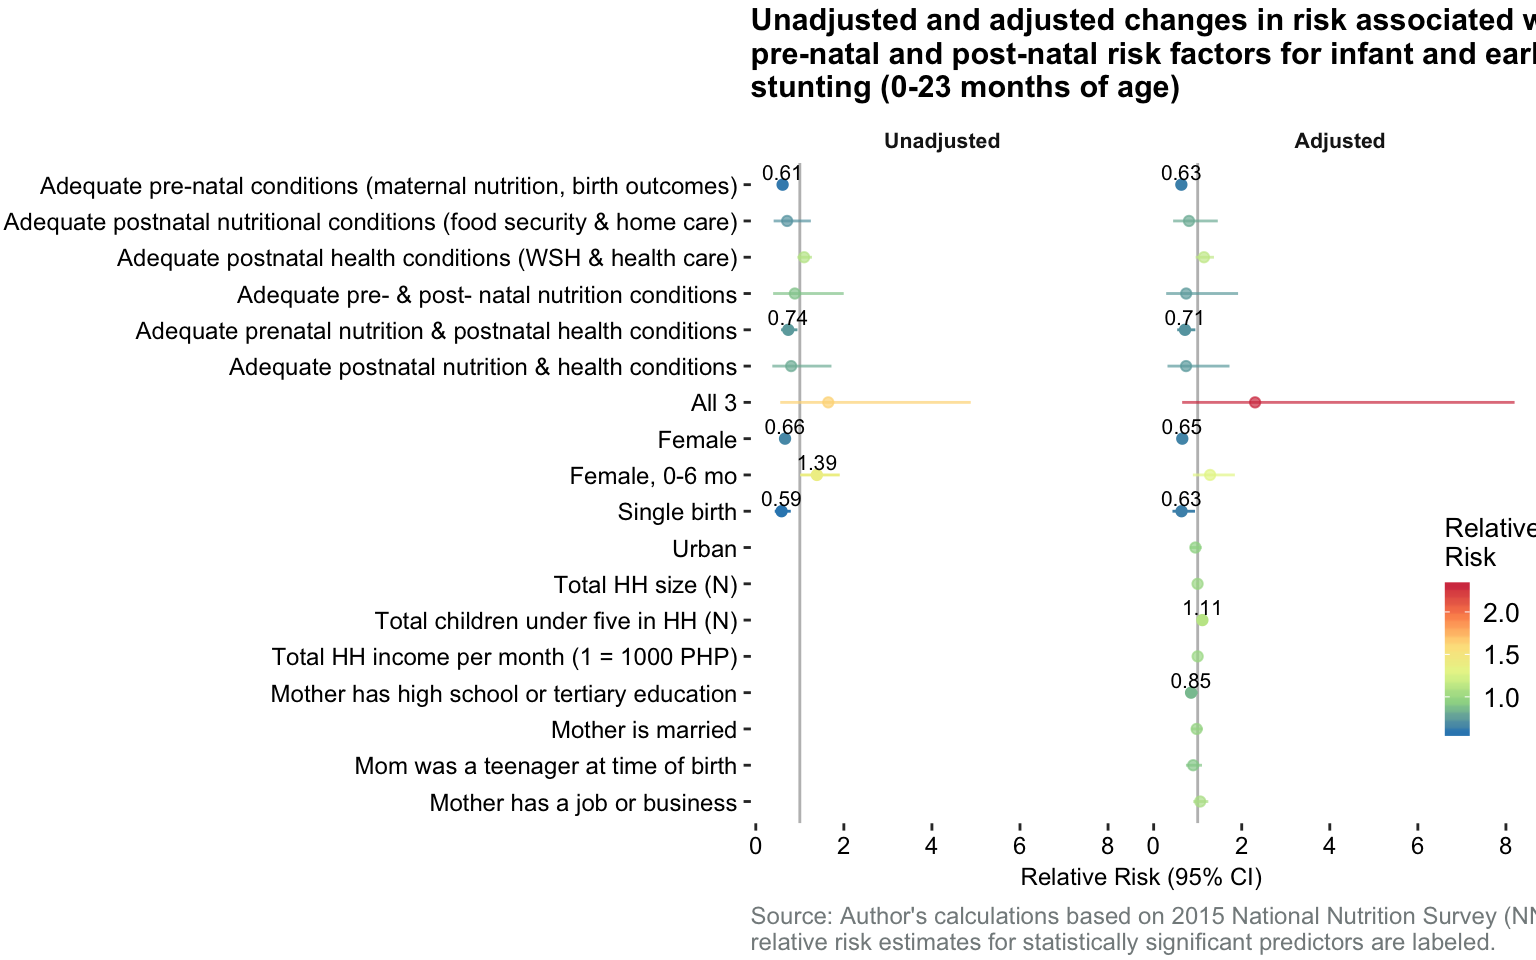 Unadjusted and adjusted changes in risk associated
pre-natal and post-natal risk factors for infant and
stunting (0-23 months of age)
Unadjusted Adjusted
Adequate pre-natal conditions (maternal nutrition, birth outcomes) 0.61 0.63
Adequate postnatal nutritional conditions (food security & home care)
Adequate postnatal health conditions (WSH & health care)
Adequate pre- & post- natal nutrition conditions
Adequate prenatal nutrition & postnatal health conditions 0.74 0.71
Adequate postnatal nutrition & health conditions
All 3
Female 0.66 0.65
Female, 0-6 mo 1.39
Single birth 0.59 0.63
Urban
Total HH size (N)
Total children under five in HH (N) 1.11
Total HH income per month (1 = 1000 PHP)
Mother has high school or tertiary education 0.85
Mother is married
Mom was a teenager at time of birth
Mother has a job or business
0 2 4 6 8 0 2 4 6 8
Relative Risk (95% CI)
Relative
Risk
2.0
1.5
1.0
Source: Author's calculations based on 2015 National Nutrition Survey
relative risk estimates for statistically significant predictors are labeled.